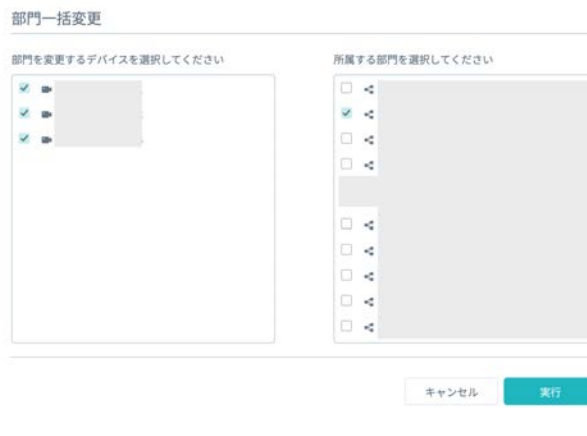 部門一括変更
部門を変更するデバイスを選択してください
所属する部門を選択してください
キャンセル
実行